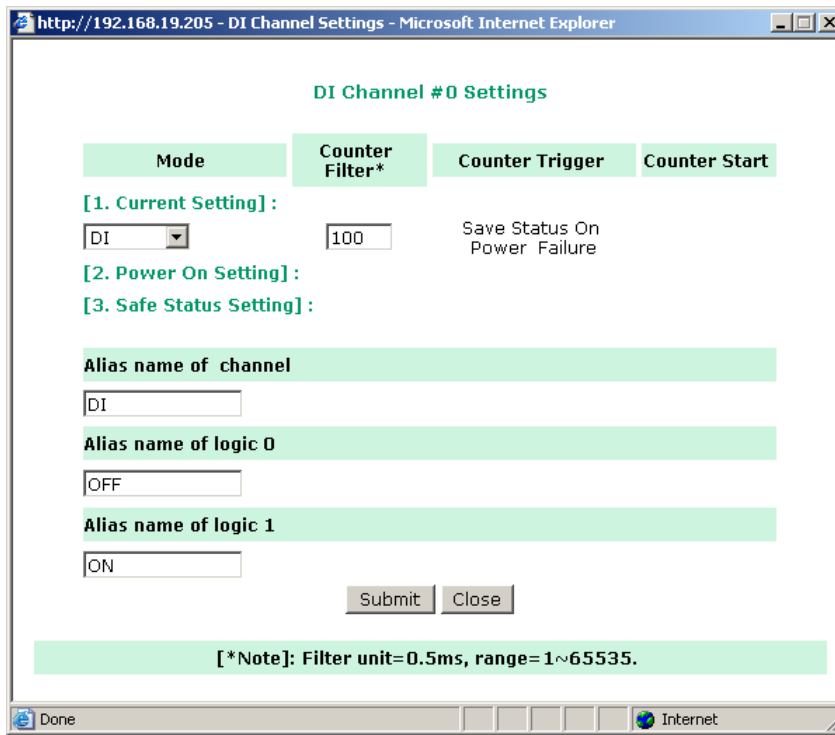 http://192.168.19.205 - DI Channel Settings - Microsoft Internet Explorer
DI Channel #0 Settings
Mode
Counter
Filter*
Counter Trigger
Counter Start
[1. Current Setting] :
DI
100
Save Status On
Power Failure
[2. Power On Setting] :
[3. Safe Status Setting] :
Alias name of channel
DI
Alias name of logic 0
OFF
Alias name of logic 1
ON
Submit
Close
[*Note]: Filter unit=0.5ms, range=1~65535.
Done
Internet